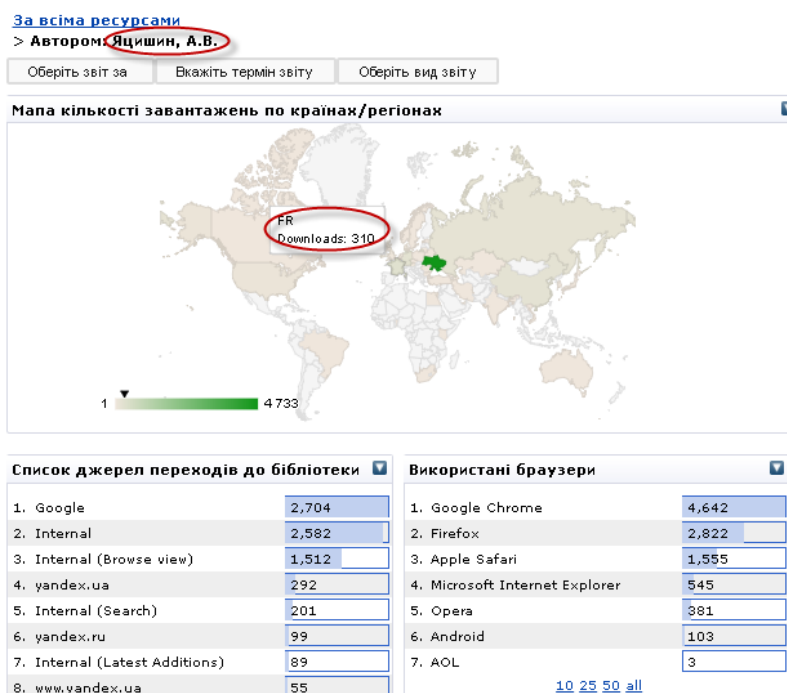 За всіма ресурсами
> Автором: Яцишин, А.В.
Оберіть звіт за Вкажіть термін звіту Оберіть вид звіту
Мапа кількості завантажень по країнах/регіонах
FR
Downloads: 310
1 4 733
Список джерел переходів до бібліотеки
1. Google 2,704
2. Internal 2,582
3. Internal (Browse view) 1,512
4. yandex.ua 292
5. Internal (Search) 201
6. yandex.ru 99
7. Internal (Latest Additions) 89
8. www.yandex.ua 55
Використані браузери
1. Google Chrome 4,642
2. Firefox 2,822
3. Apple Safari 1,555
4. Microsoft Internet Explorer 545
5. Opera 381
6. Android 103
7. AOL 3
10 25 50 all